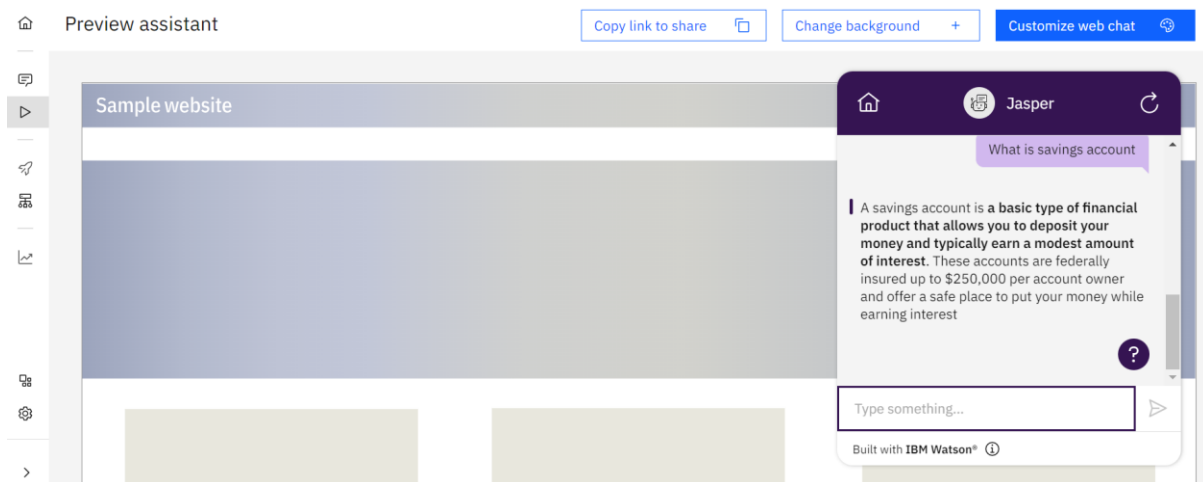 Preview assistant
Copy link to share
Change background +
Customize web chat
Sample website
Jasper
What is savings account
A savings account is a basic type of financial
product that allows you to deposit your
money and typically earn a modest amount
of interest. These accounts are federally
insured up to $250,000 per account owner
and offer a safe place to put your money while
earning interest
?
Type something...
Built with IBM Watson®